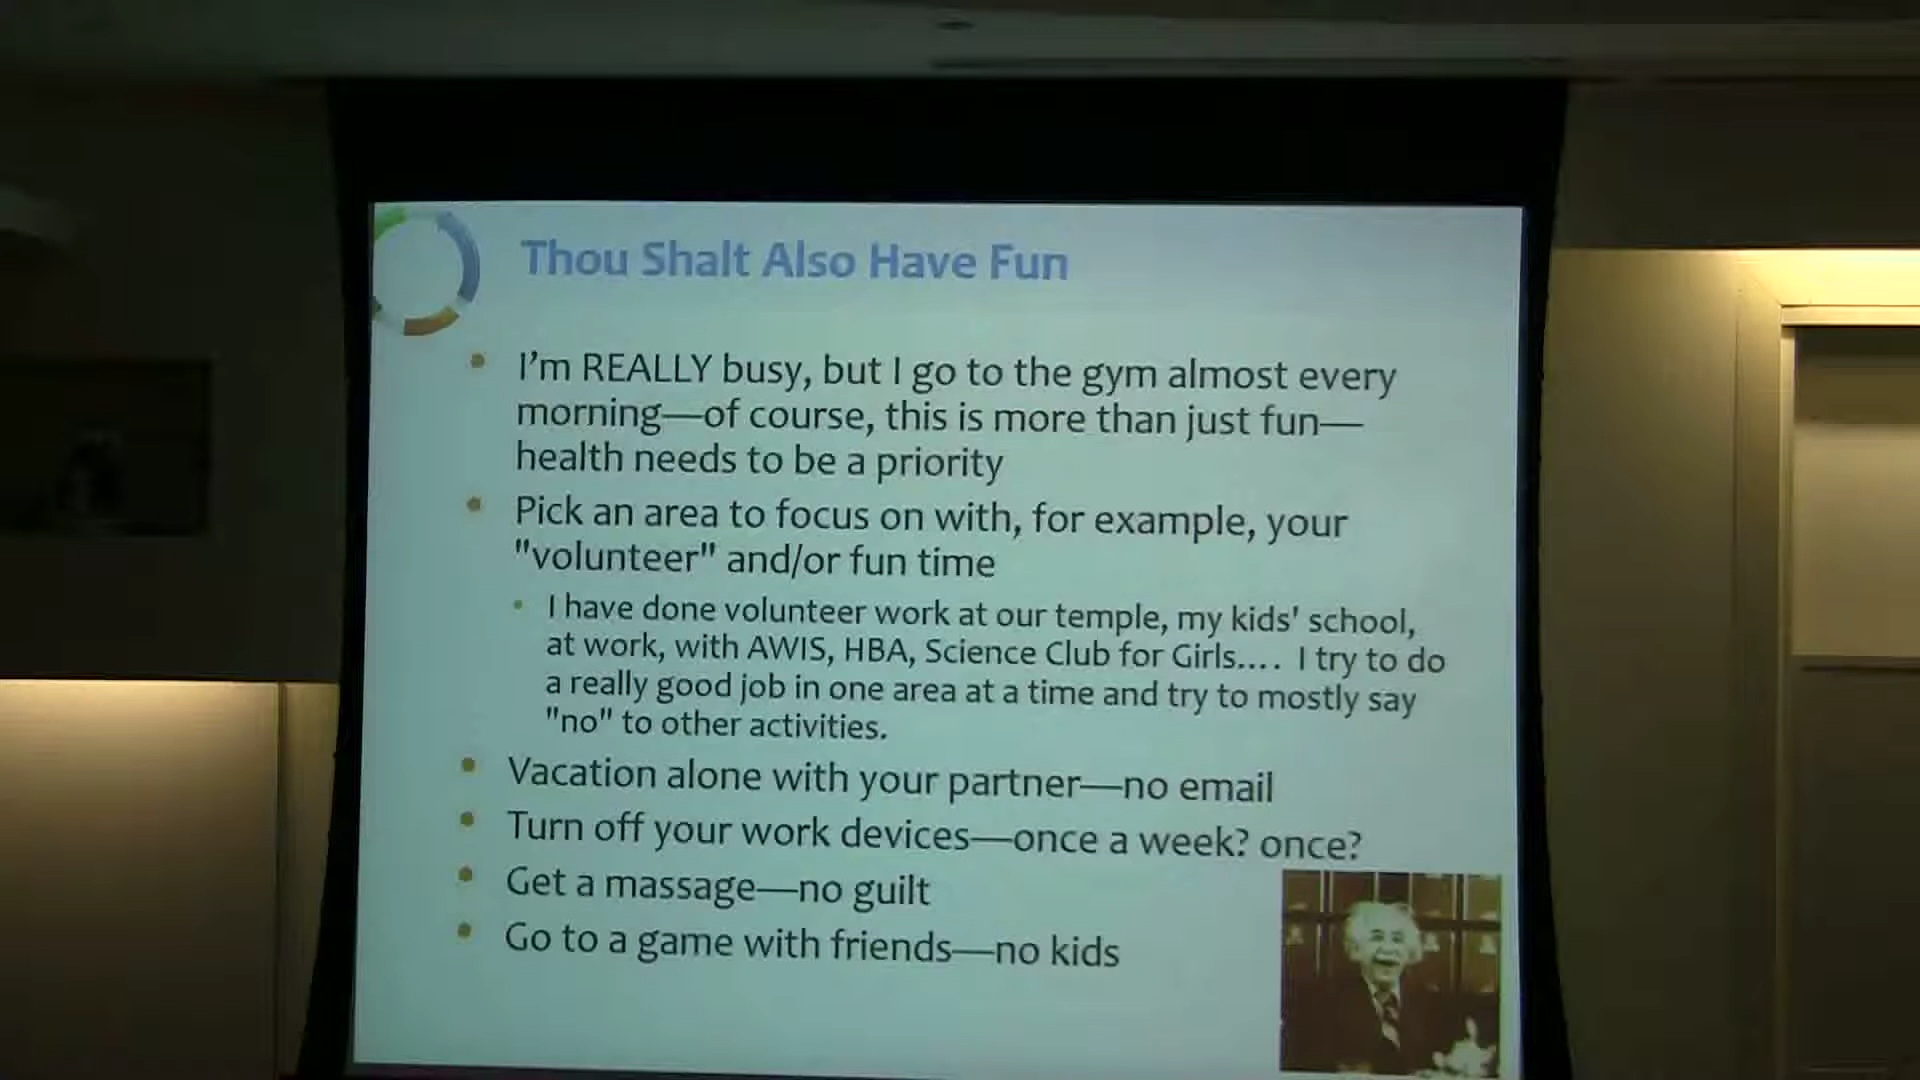 Thou Shalt Also Have Fun
• I’m REALLY busy, but I go to the gym almost every
morning—of course, this is more than just fun—
health needs to be a priority
• Pick an area to focus on with, for example, your
"volunteer" and/or fun time
• I have done volunteer work at our temple, my kids' school,
at work, with AWIS, HBA, Science Club for Girls.... I try to do
a really good job in one area at a time and try to mostly say
"no" to other activities.
• Vacation alone with your partner—no email
• Turn off your work devices—once a week? once?
• Get a massage—no guilt
• Go to a game with friends—no kids